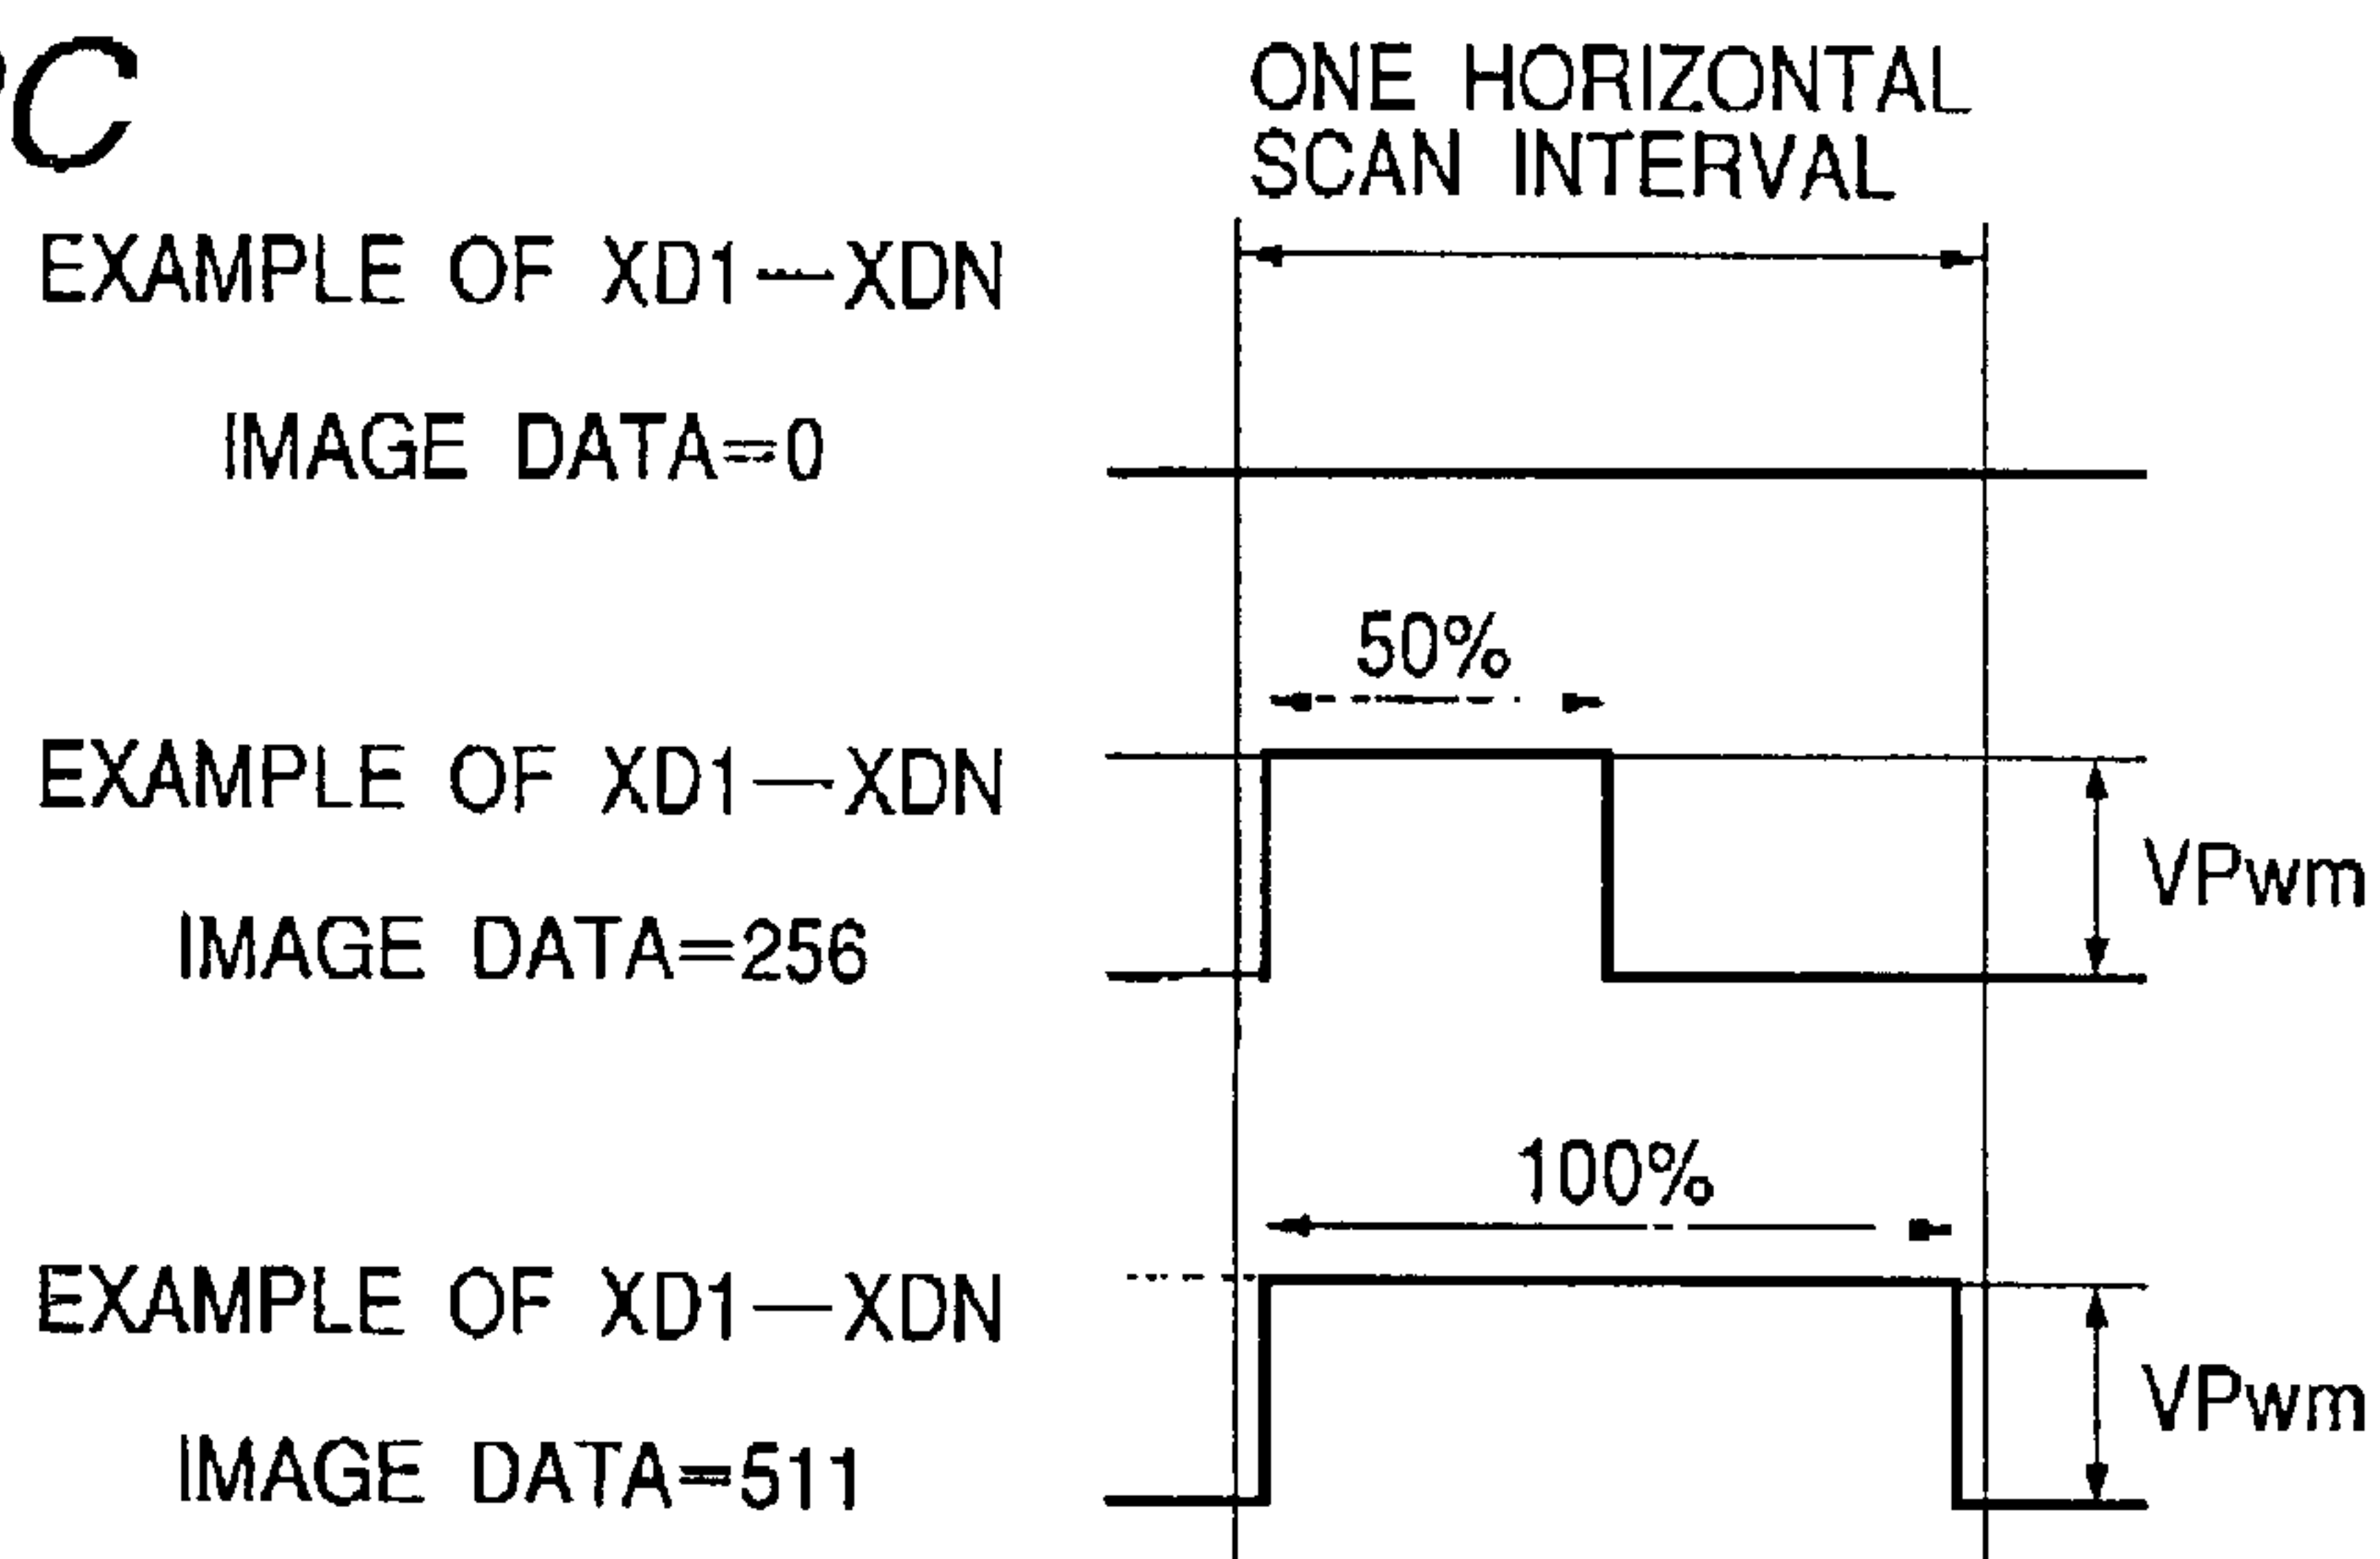 C
ONE HORIZONTAL
SCAN INTERVAL
EXAMPLE OF XD1—XDN
IMAGE DATA=0
50%
EXAMPLE OF XD1—XDN
VPwm
IMAGE DATA=256
100%
EXAMPLE OF XD1—XDN
VPwm
IMAGE DATA=511